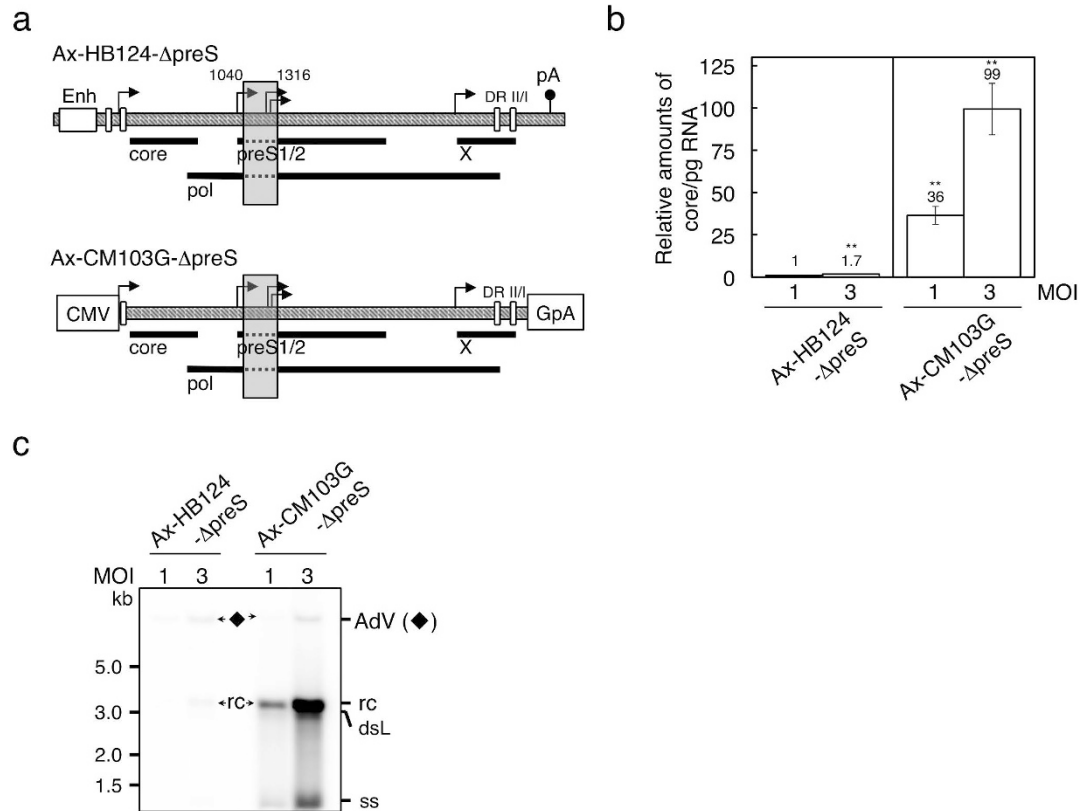 a
Ax-HB124-ΔpreS
1040 1316
Enh
pA
DR II/I
core
preS1/2
X
pol
Ax-CM103G-ΔpreS
CMV
DR II/I
GpA
core
preS1/2
X
pol
b
Relative amounts of
core/pg RNA
125
100
75
50
25
0
1
**
1.7
**
36
**
99
1 3 1 3 MOI
Ax-HB124
-ΔpreS
Ax-CM103G
-ΔpreS
c
Ax-HB124
-ΔpreS
Ax-CM103G
-ΔpreS
MOI 1 3 1 3
kb
◆ AdV (◆)
5.0
rc rc
3.0
dsL
2.0
1.5
ss